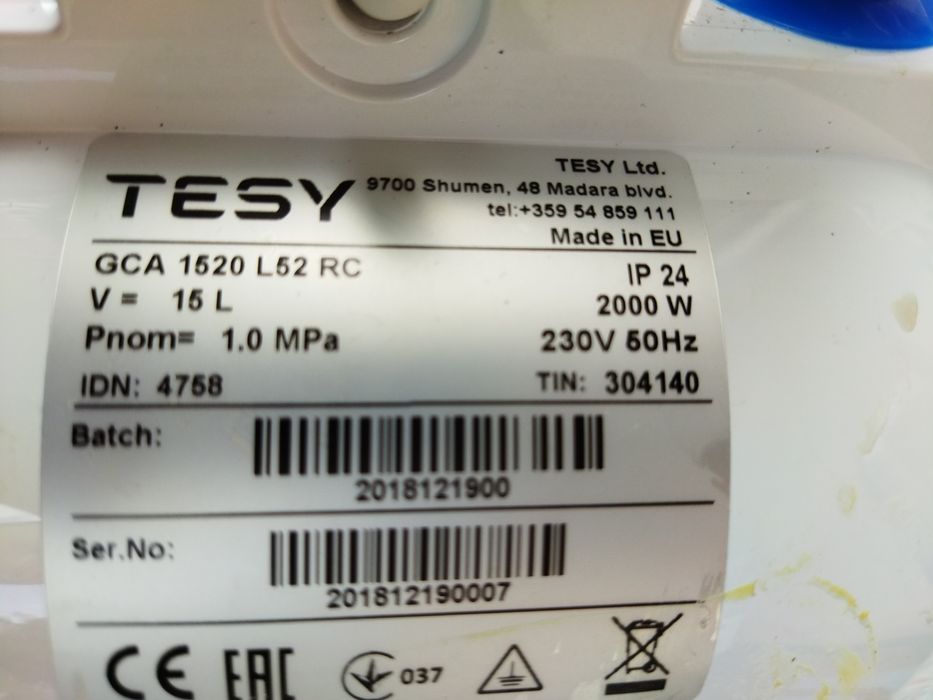 TESY
TESY Ltd.
9700 Shumen, 48 Madara blvd.
tel:+359 54 859 111
Made in EU
GCA 1520 L52 RC IP 24
V = 15 L 2000 W
Pnom= 1.0 MPa 230V 50Hz
IDN: 4758 TIN: 304140
Batch:
2018121900
Ser.No:
201812190007
CE EAC 037